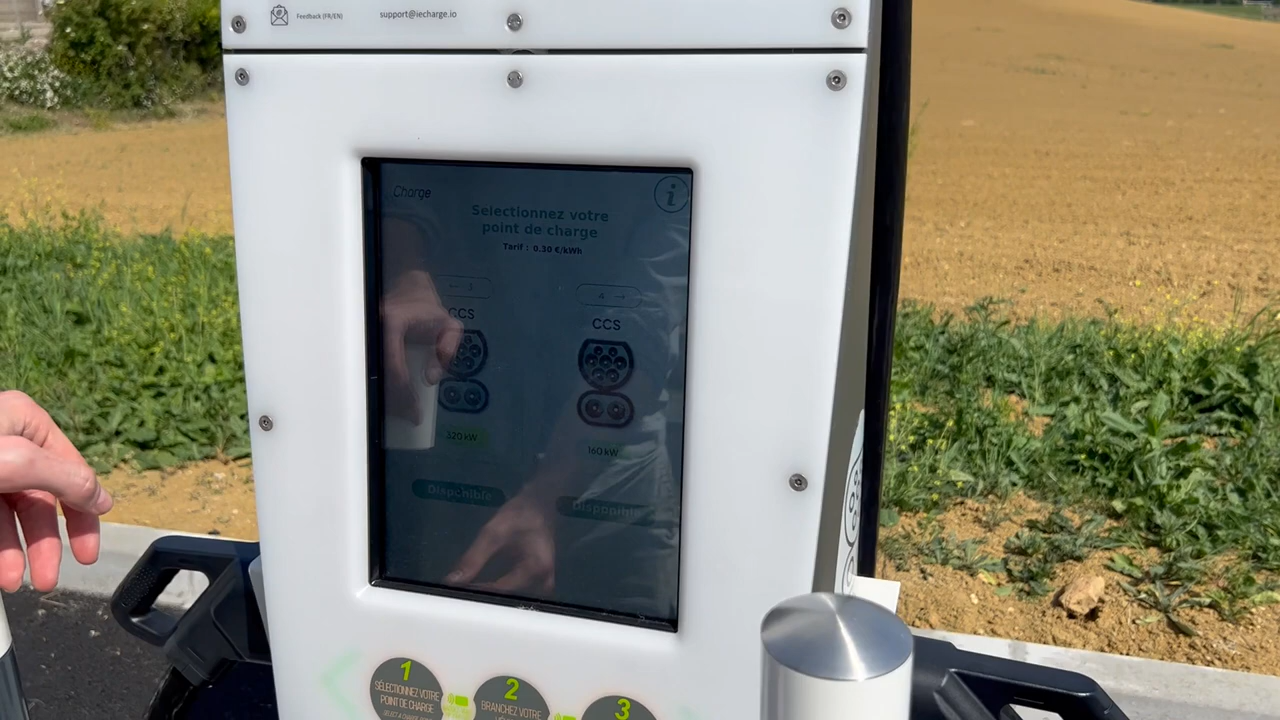 Feedback (FR/EN)
support@iecharge.io
Charge
i
Selectionnez votre
point de charge
Tarif : 0.30 €/kWh
CCS
CCS
320 kW
160 kW
Disponible
Disponible
1
SÉLECTIONNEZ VOTRE
POINT DE CHARGE
2
BRANCHEZ VOTRE
3